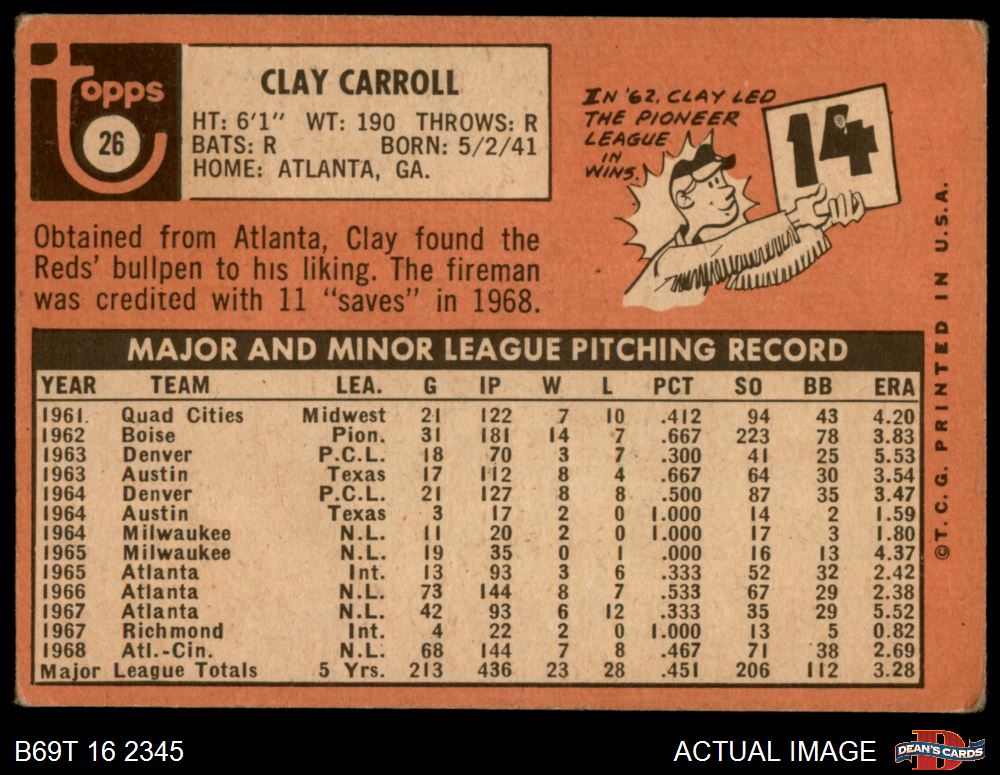 topps
26
CLAY CARROLL
HT: 6'1" WT: 190 THROWS: R
BATS: R BORN: 5/2/41
HOME: ATLANTA, GA.
IN '62, CLAY LED
THE PIONEER
LEAGUE
IN
WINS.
14
Obtained from Atlanta, Clay found the
Reds' bullpen to his liking. The fireman
was credited with 11 "saves" in 1968.
MAJOR AND MINOR LEAGUE PITCHING RECORD
YEAR TEAM LEA. G IP W L PCT SO BB ERA
1961. Quad Cities Midwest 21 122 7 10 .412 94 43 4.20
1962 Boise Pion. 31 181 14 7 .667 223 78 3.83
1963 Denver P.C.L. 18 70 3 7 .300 41 25 5.53
1963 Austin Texas 17 112 8 4 .667 64 30 3.54
1964 Denver P.C.L. 21 127 8 8 .500 87 35 3.47
1964 Austin Texas 3 17 2 0 1.000 14 2 1.59
1964 Milwaukee N.L. 11 20 2 0 1.000 17 3 1.80
1965 Milwaukee N.L. 19 35 0 1 .000 16 13 4.37
1965 Atlanta Int. 13 93 3 6 .333 52 32 2.42
1966 Atlanta N.L. 73 144 8 7 .533 67 29 2.38
1967 Atlanta N.L. 42 93 6 12 .333 35 29 5.52
1967 Richmond Int. 4 22 2 0 1.000 13 5 0.82
1968 Atl.-Cin. N.L. 68 144 7 8 .467 71 38 2.69
Major League Totals 5 Yrs. 213 436 23 28 .451 206 112 3.28
©T. C. G. PRINTED IN U.S.A.
B69T 16 2345
ACTUAL IMAGE
D
DEAN'S CARDS